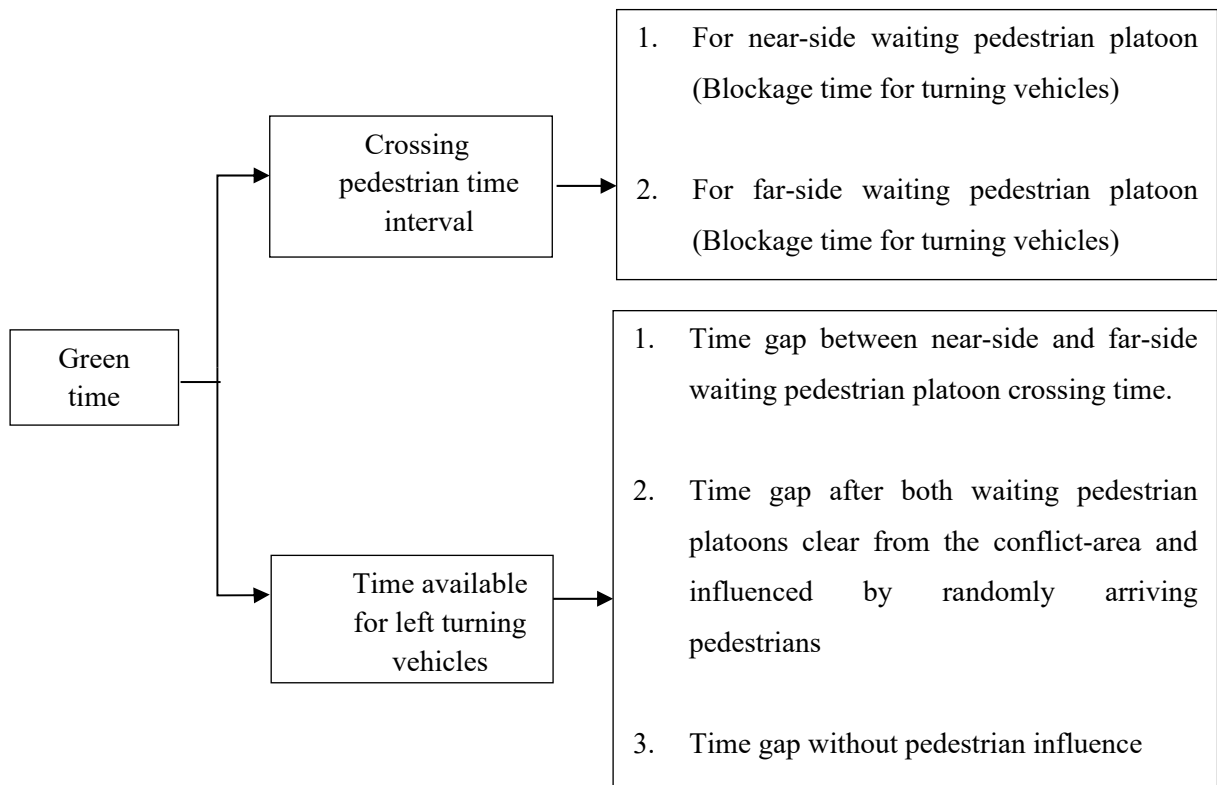 1. For near-side waiting pedestrian platoon
(Blockage time for turning vehicles)
2. For far-side waiting pedestrian platoon
(Blockage time for turning vehicles)
Crossing
pedestrian time
interval
Green
time
1. Time gap between near-side and far-side
waiting pedestrian platoon crossing time.
2. Time gap after both waiting pedestrian
platoons clear from the conflict-area and
influenced by randomly arriving
pedestrians
3. Time gap without pedestrian influence
Time available
for left turning
vehicles